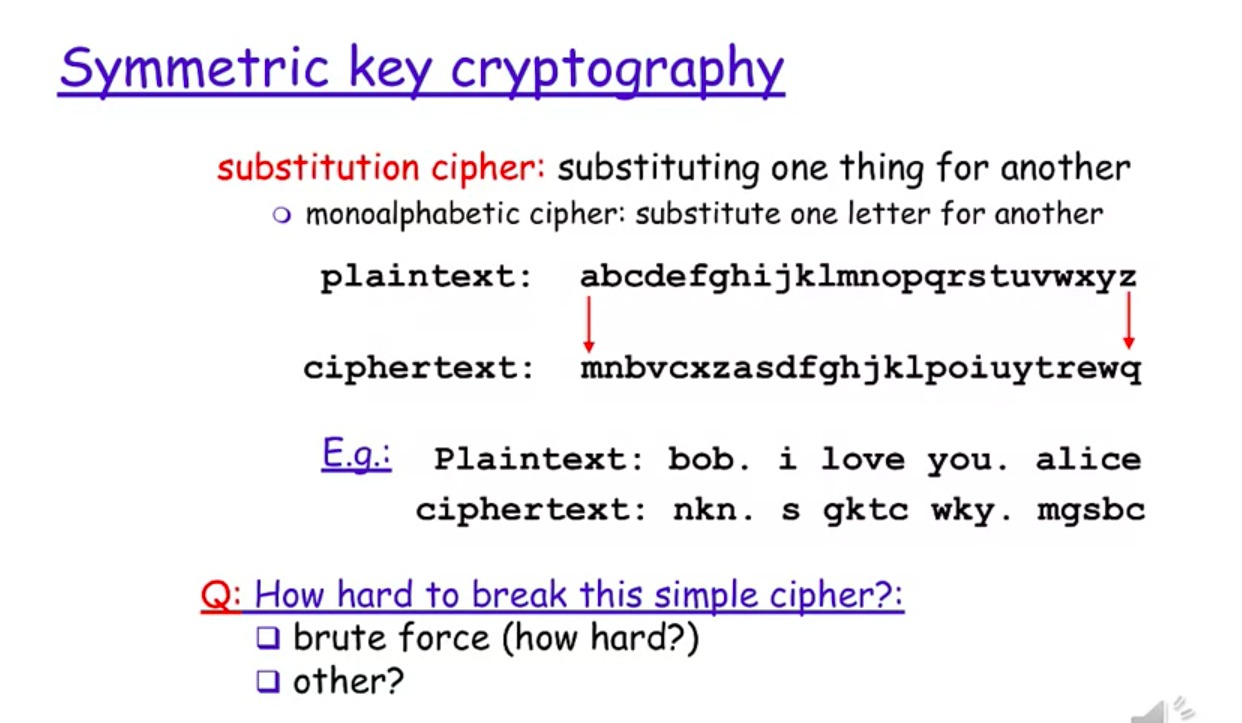 Symmetric key cryptography
substitution cipher: substituting one thing for another
monoalphabetic cipher: substitute one letter for another
plaintext: abcdefghijklmnopqrstuvwxyz
ciphertext: mnbvcxzasdfghjklpoiuytrewq
E.g.: Plaintext: bob. i love you. alice
ciphertext: nkn. s gktc wky. mgsbc
Q: How hard to break this simple cipher?:
brute force (how hard?)
other?